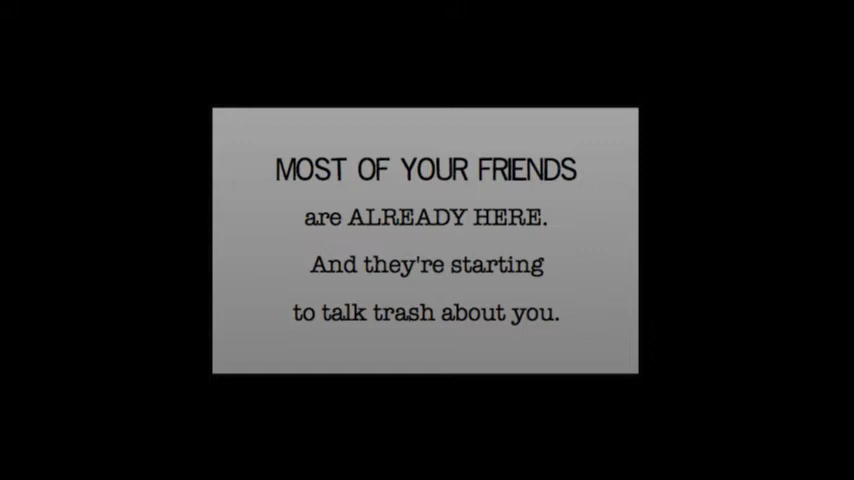 MOST OF YOUR FRIENDS
are ALREADY HERE.
And they're starting
to talk trash about you.